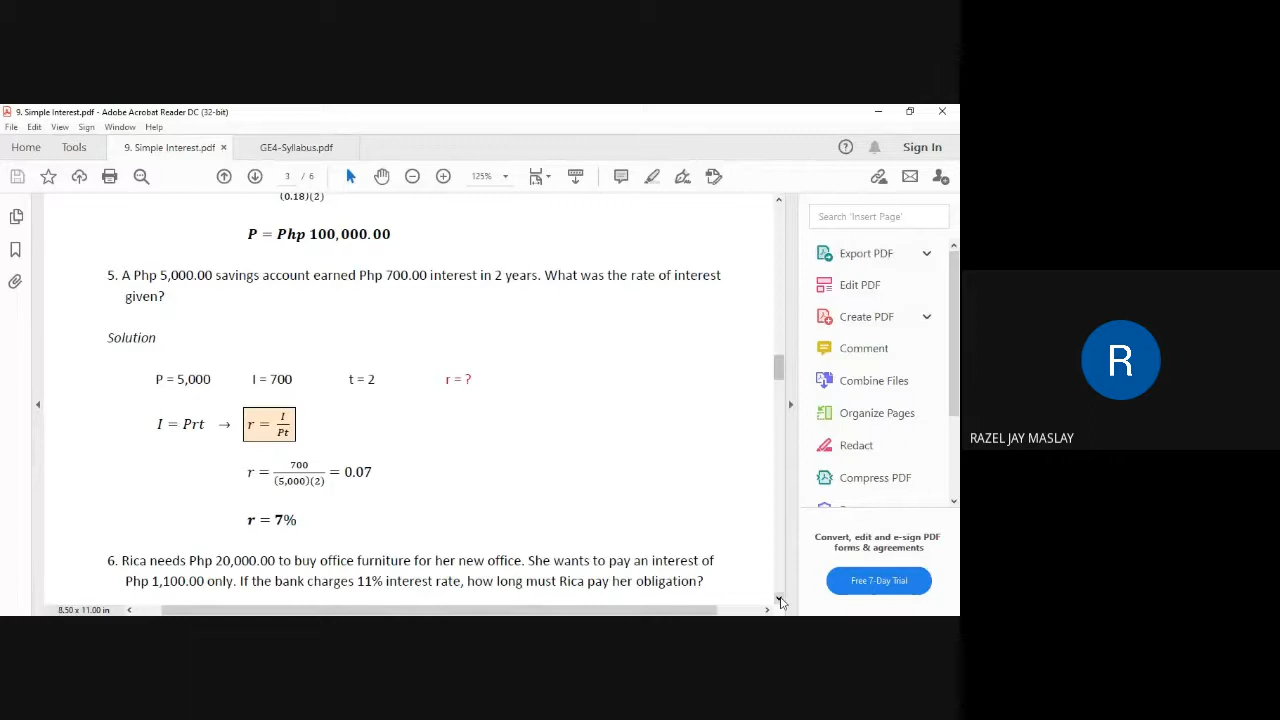 9. Simple Interest.pdf - Adobe Acrobat Reader DC (32-bit)
File Edit View Sign Window Help
Home Tools 9. Simple Interest.pdf × GE4-Syllabus.pdf Sign In
3 / 6 125%
(0.18)(2)
P = Php 100,000.00
5. A Php 5,000.00 savings account earned Php 700.00 interest in 2 years. What was the rate of interest
given?
Solution
P = 5,000 I = 700 t = 2 r = ?
I = Prt → r = I/Pt
r = 700/(5,000)(2) = 0.07
r = 7%
6. Rica needs Php 20,000.00 to buy office furniture for her new office. She wants to pay an interest of
Php 1,100.00 only. If the bank charges 11% interest rate, how long must Rica pay her obligation?
8.50 x 11.00 in
Search 'Insert Page'
Export PDF
Edit PDF
Create PDF
Comment
Combine Files
Organize Pages
Redact
Compress PDF
Convert, edit and e-sign PDF
forms & agreements
Free 7-Day Trial
R
RAZEL JAY MASLAY